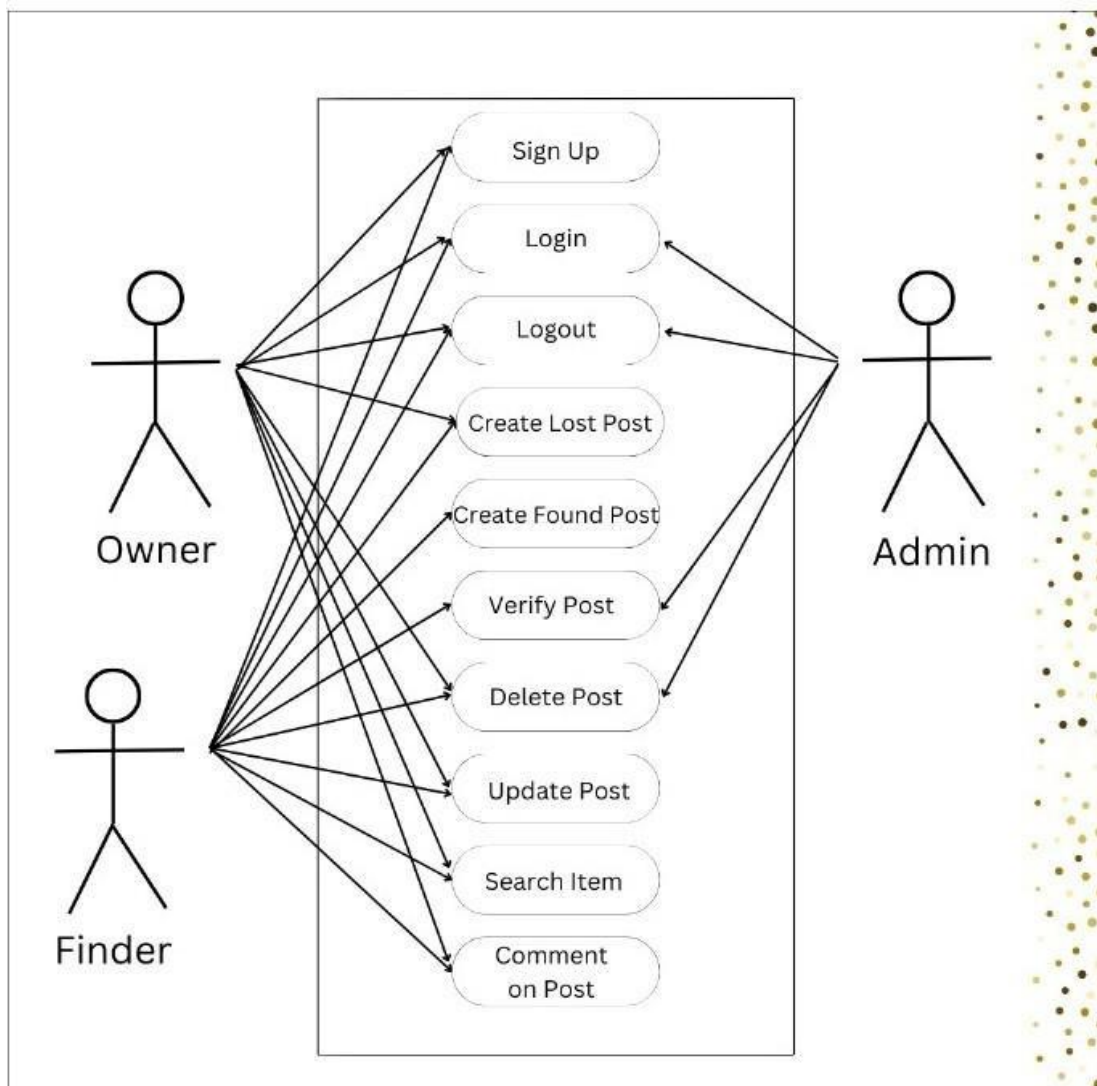 Sign Up
Login
Logout
Create Lost Post
Create Found Post
Verify Post
Delete Post
Update Post
Search Item
Comment
on Post
Owner
Finder
Admin